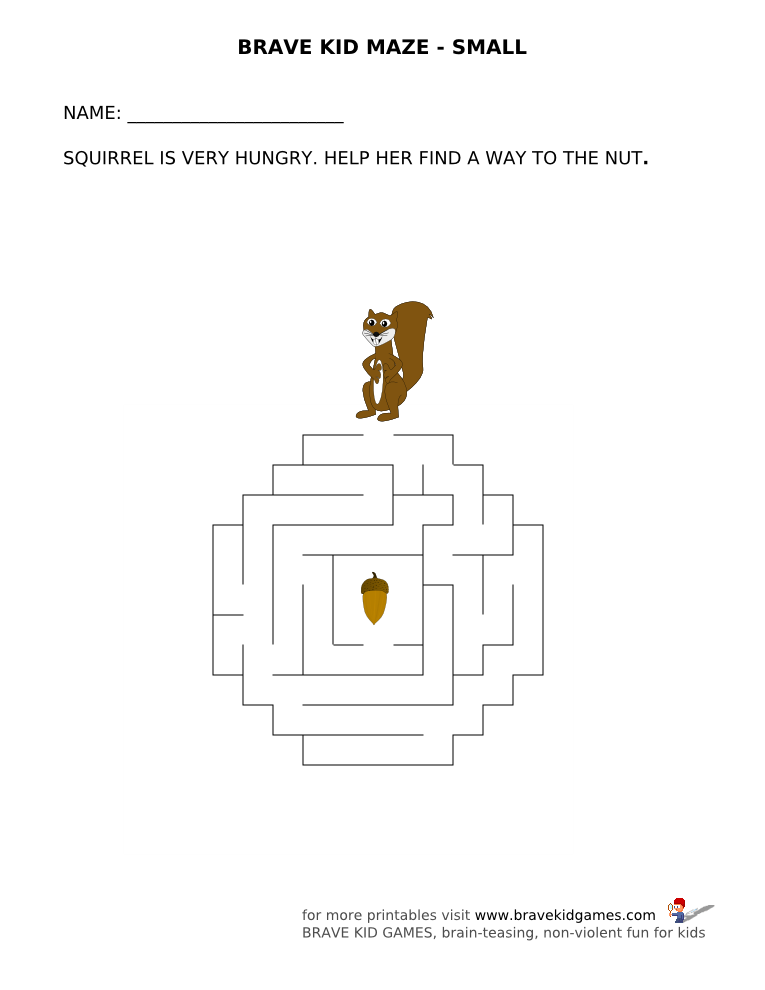 BRAVE KID MAZE - SMALL
NAME: ________________________
SQUIRREL IS VERY HUNGRY. HELP HER FIND A WAY TO THE NUT.
for more printables visit www.bravekidgames.com
BRAVE KID GAMES, brain-teasing, non-violent fun for kids